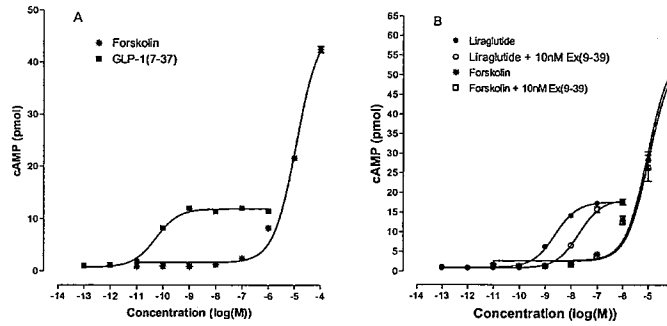 A
Forskolin
GLP-1(7-37)
cAMP (pmol)
50
40
30
20
10
0
-14 -13 -12 -11 -10 -9 -8 -7 -6 -5 -4
Concentration (log(M))
B
Liraglutide
Liraglutide + 10nM Ex(9-39)
Forskolin
Forskolin + 10nM Ex(9-39)
cAMP (pmol)
65
60
55
50
45
40
35
30
25
20
15
10
5
0
-14 -13 -12 -11 -10 -9 -8 -7 -6 -5
Concentration (log(M))